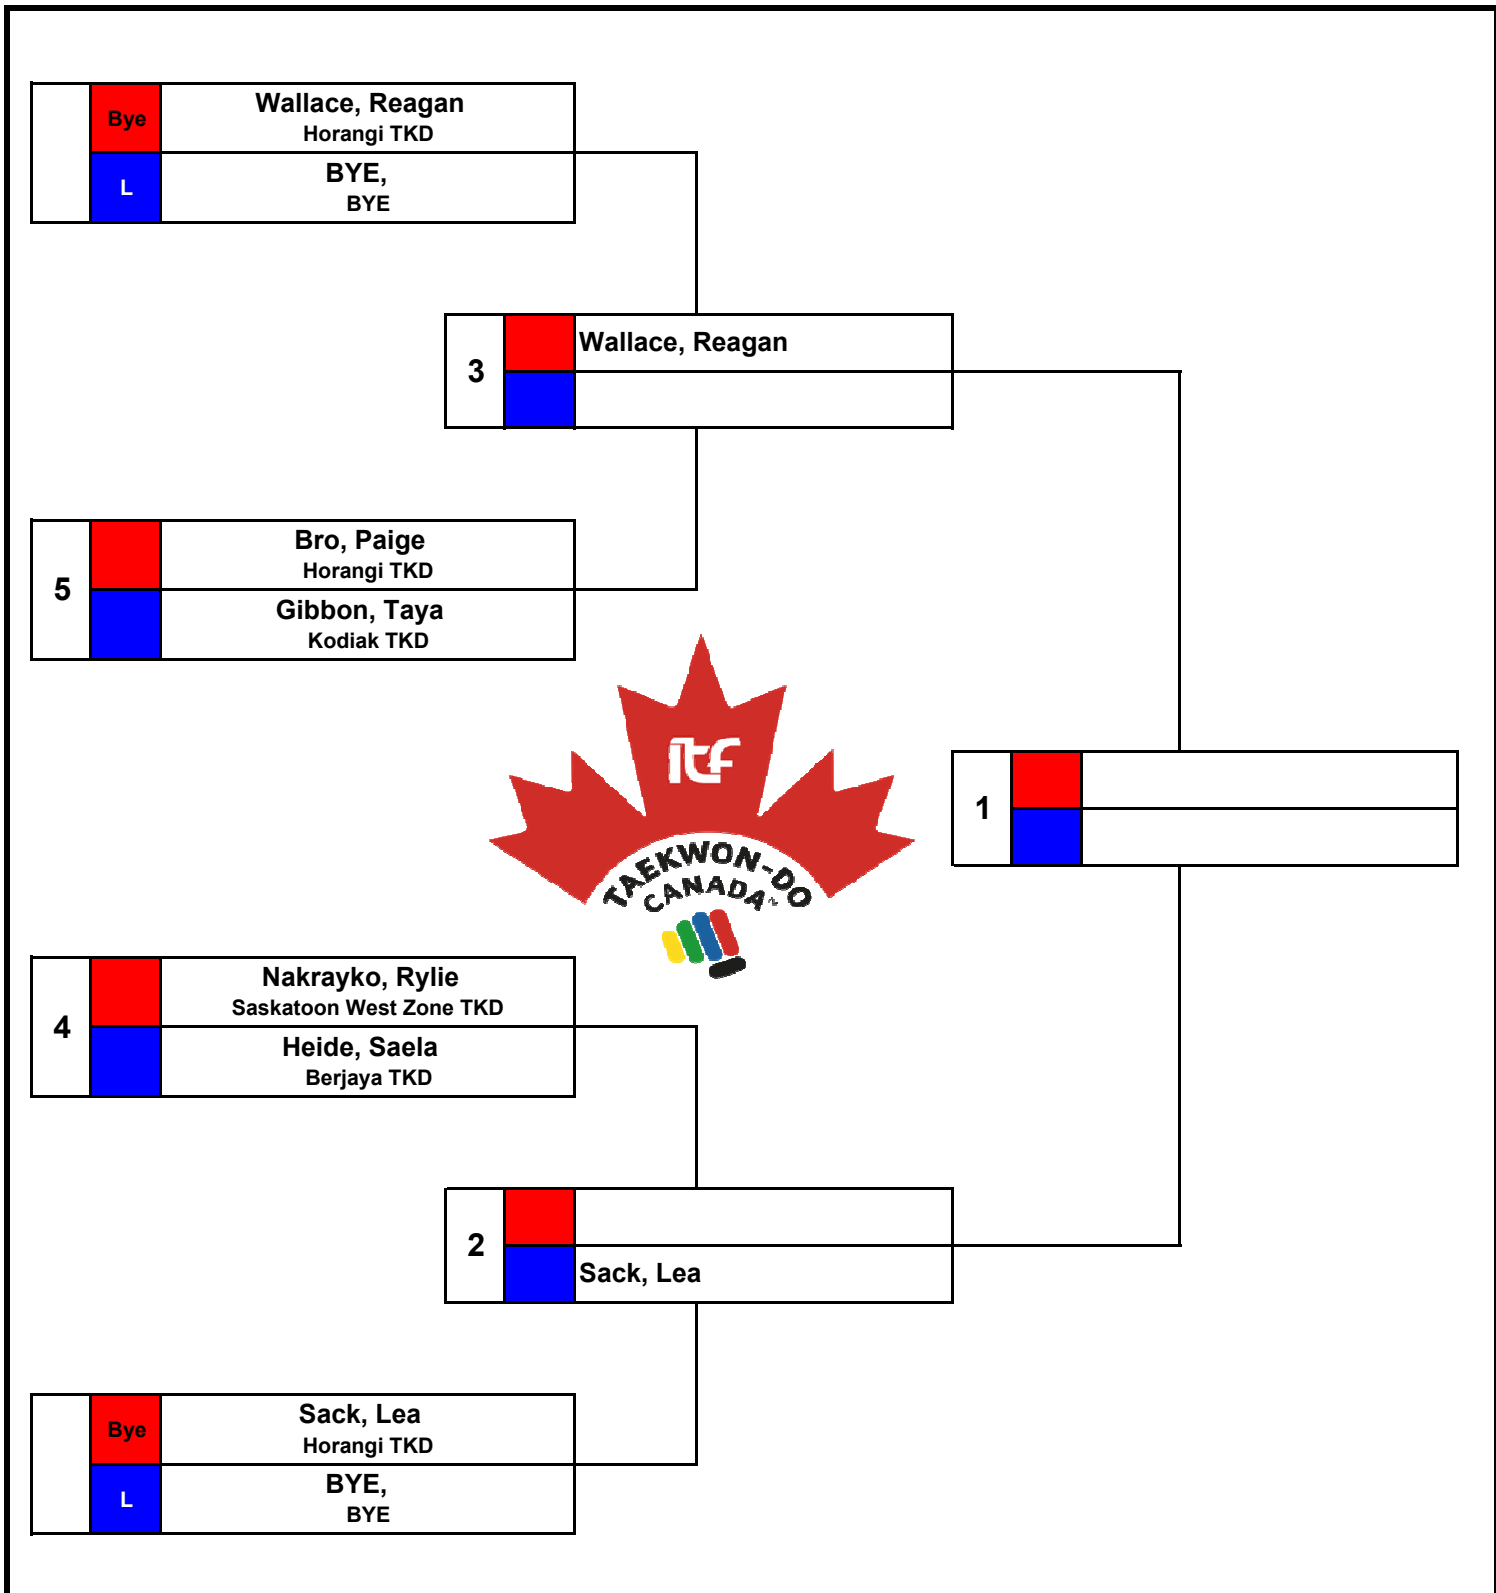 Bye
Wallace, Reagan
Horangi TKD
L
BYE,
BYE
3
Wallace, Reagan
5
Bro, Paige
Horangi TKD
Gibbon, Taya
Kodiak TKD
itf
TAEKWON-DO
CANADA
1
4
Nakrayko, Rylie
Saskatoon West Zone TKD
Heide, Saela
Berjaya TKD
2
Sack, Lea
Bye
Sack, Lea
Horangi TKD
L
BYE,
BYE